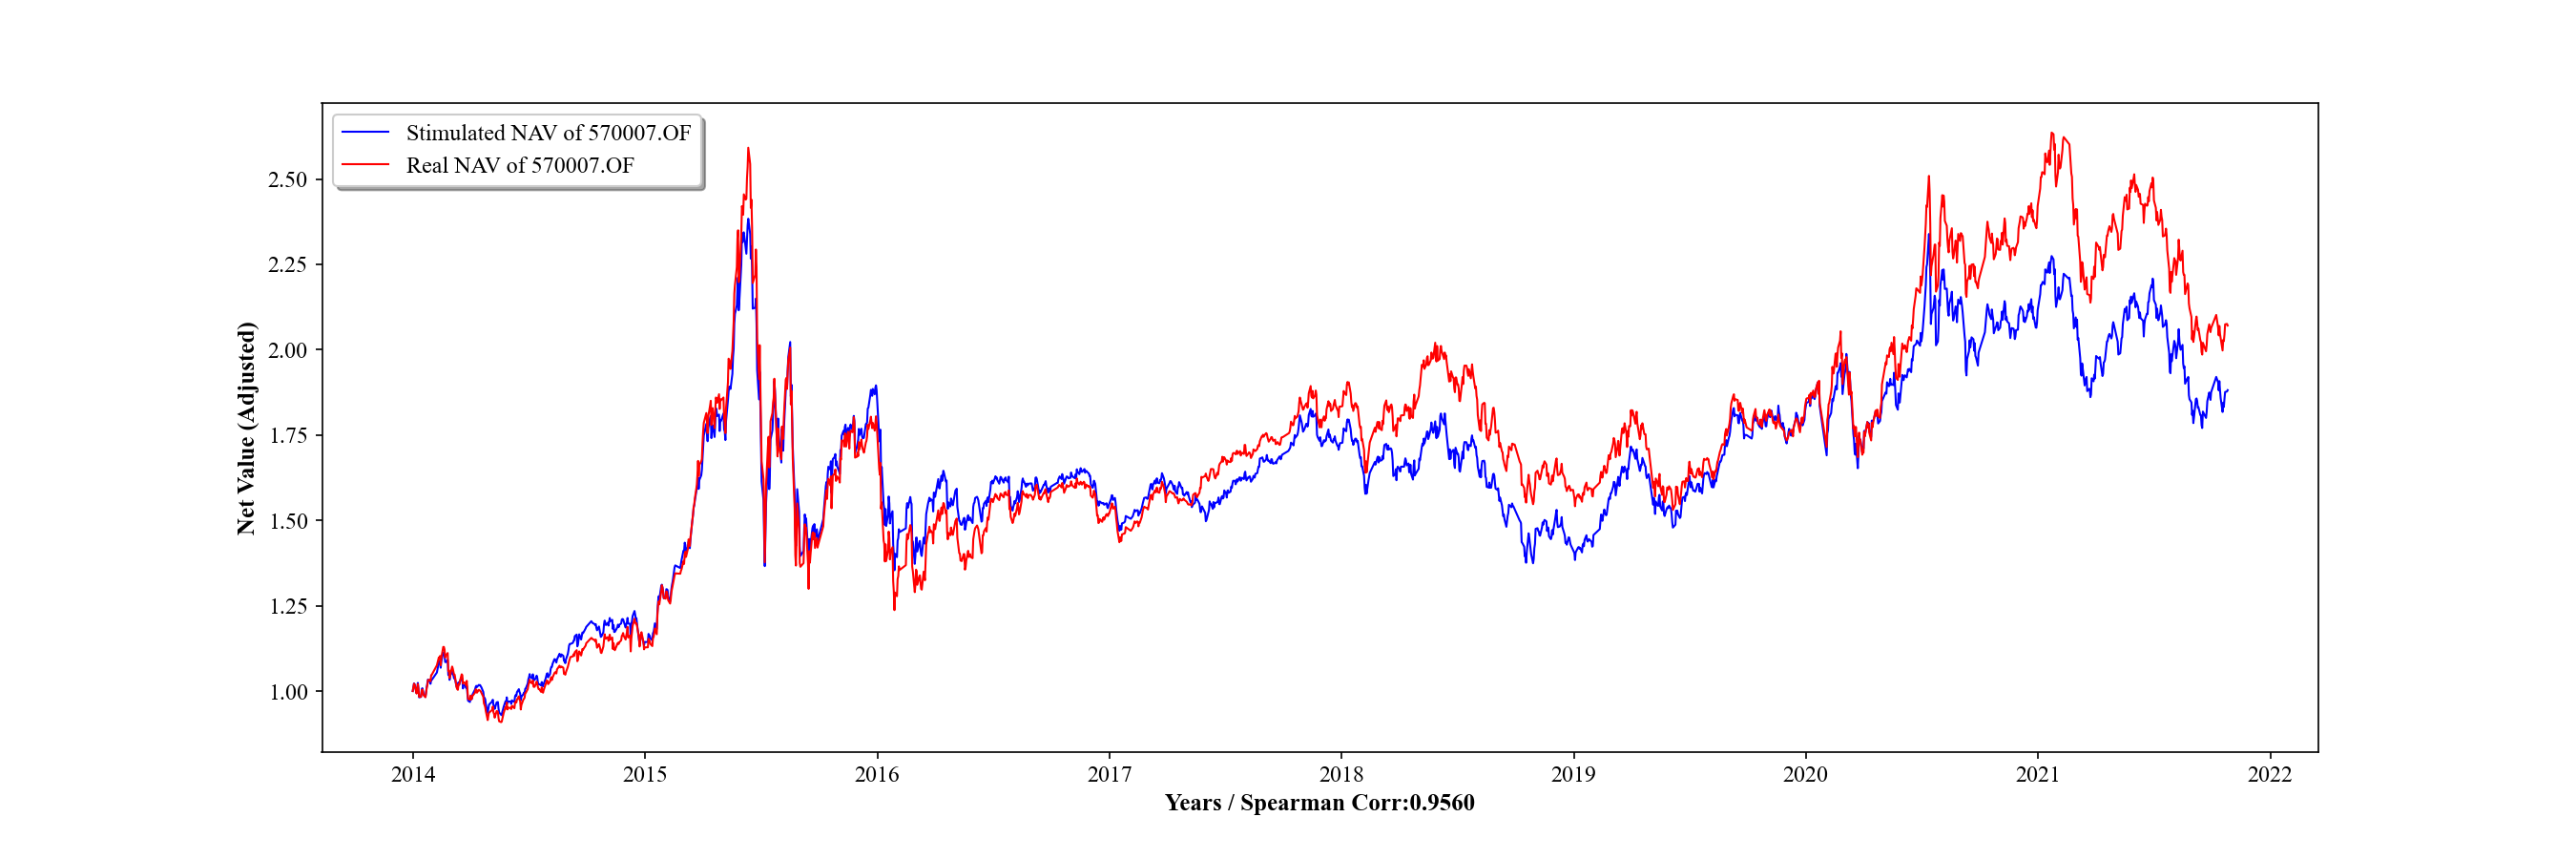 Stimulated NAV of 570007.OF
Real NAV of 570007.OF
Net Value (Adjusted)
2.50
2.25
2.00
1.75
1.50
1.25
1.00
2014 2015 2016 2017 2018 2019 2020 2021 2022
Years / Spearman Corr:0.9560